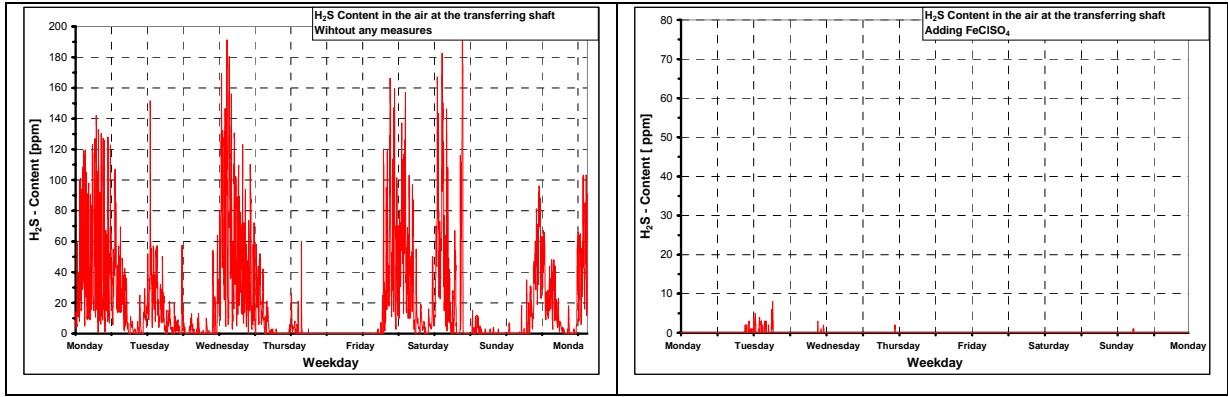 H₂S Content in the air at the transferring shaft
Wihtout any measures
H₂S - Content [ppm]
200
180
160
140
120
100
80
60
40
20
0
Monday Tuesday Wednesday Thursday Friday Saturday Sunday Monda
Weekday
H₂S Content in the air at the transferring shaft
Adding FeClSO₄
H₂S - Content [ ppm]
80
70
60
50
40
30
20
10
0
Monday Tuesday Wednesday Thursday Friday Saturday Sunday Monday
Weekday